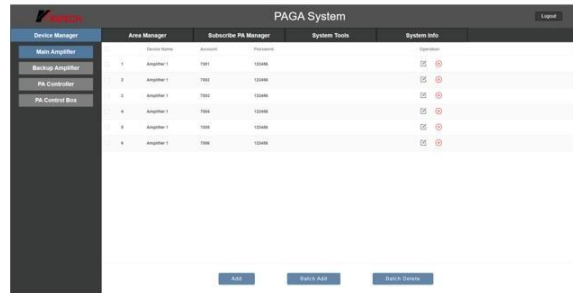 PAGA System
Logout
Device Manager Area Manager Subscribe PA Manager System Tools System Info
Main Amplifier
Backup Amplifier
PA Controller
PA Control Box
Device Name Account Password Operation
1 Amplifier 1 7001 123456
2 Amplifier 1 7002 123456
3 Amplifier 1 7002 123456
4 Amplifier 1 7004 123456
5 Amplifier 1 7005 123456
6 Amplifier 1 7006 123456
Add Batch Add Batch Delete